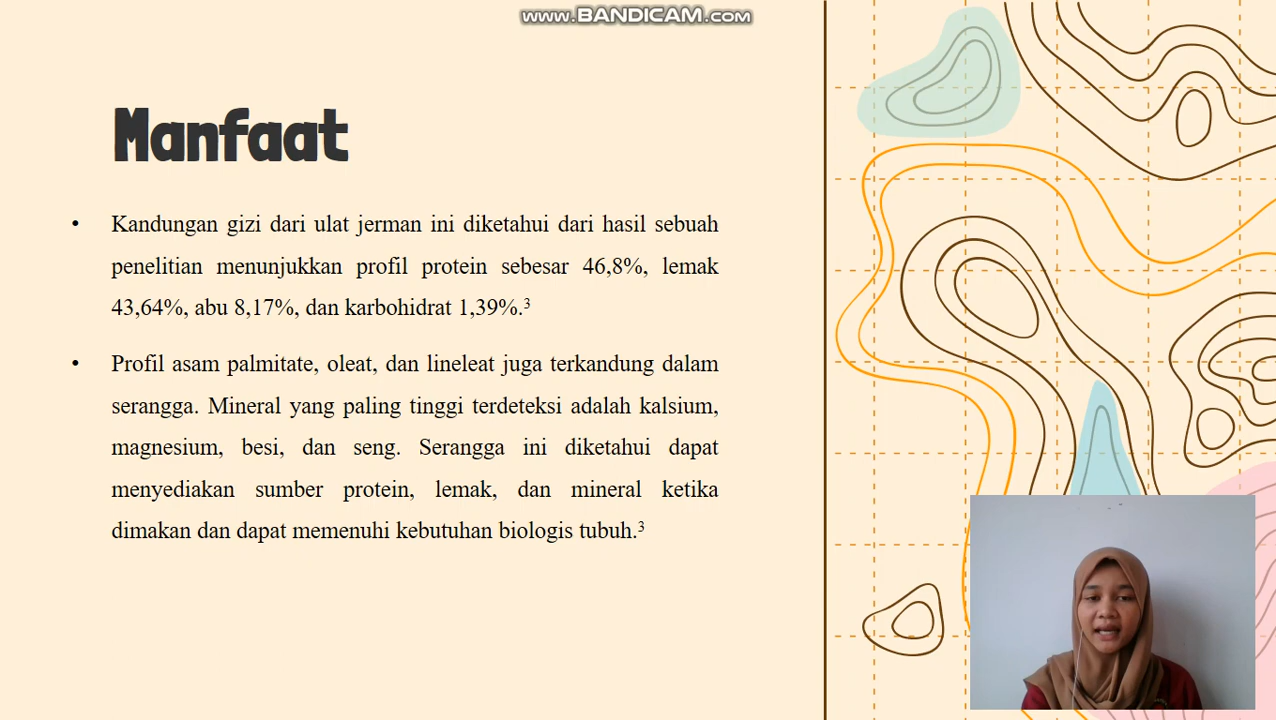 www.BANDICAM.com
Manfaat
• Kandungan gizi dari ulat jerman ini diketahui dari hasil sebuah
penelitian menunjukkan profil protein sebesar 46,8%, lemak
43,64%, abu 8,17%, dan karbohidrat 1,39%.³
• Profil asam palmitate, oleat, dan lineleat juga terkandung dalam
serangga. Mineral yang paling tinggi terdeteksi adalah kalsium,
magnesium, besi, dan seng. Serangga ini diketahui dapat
menyediakan sumber protein, lemak, dan mineral ketika
dimakan dan dapat memenuhi kebutuhan biologis tubuh.³